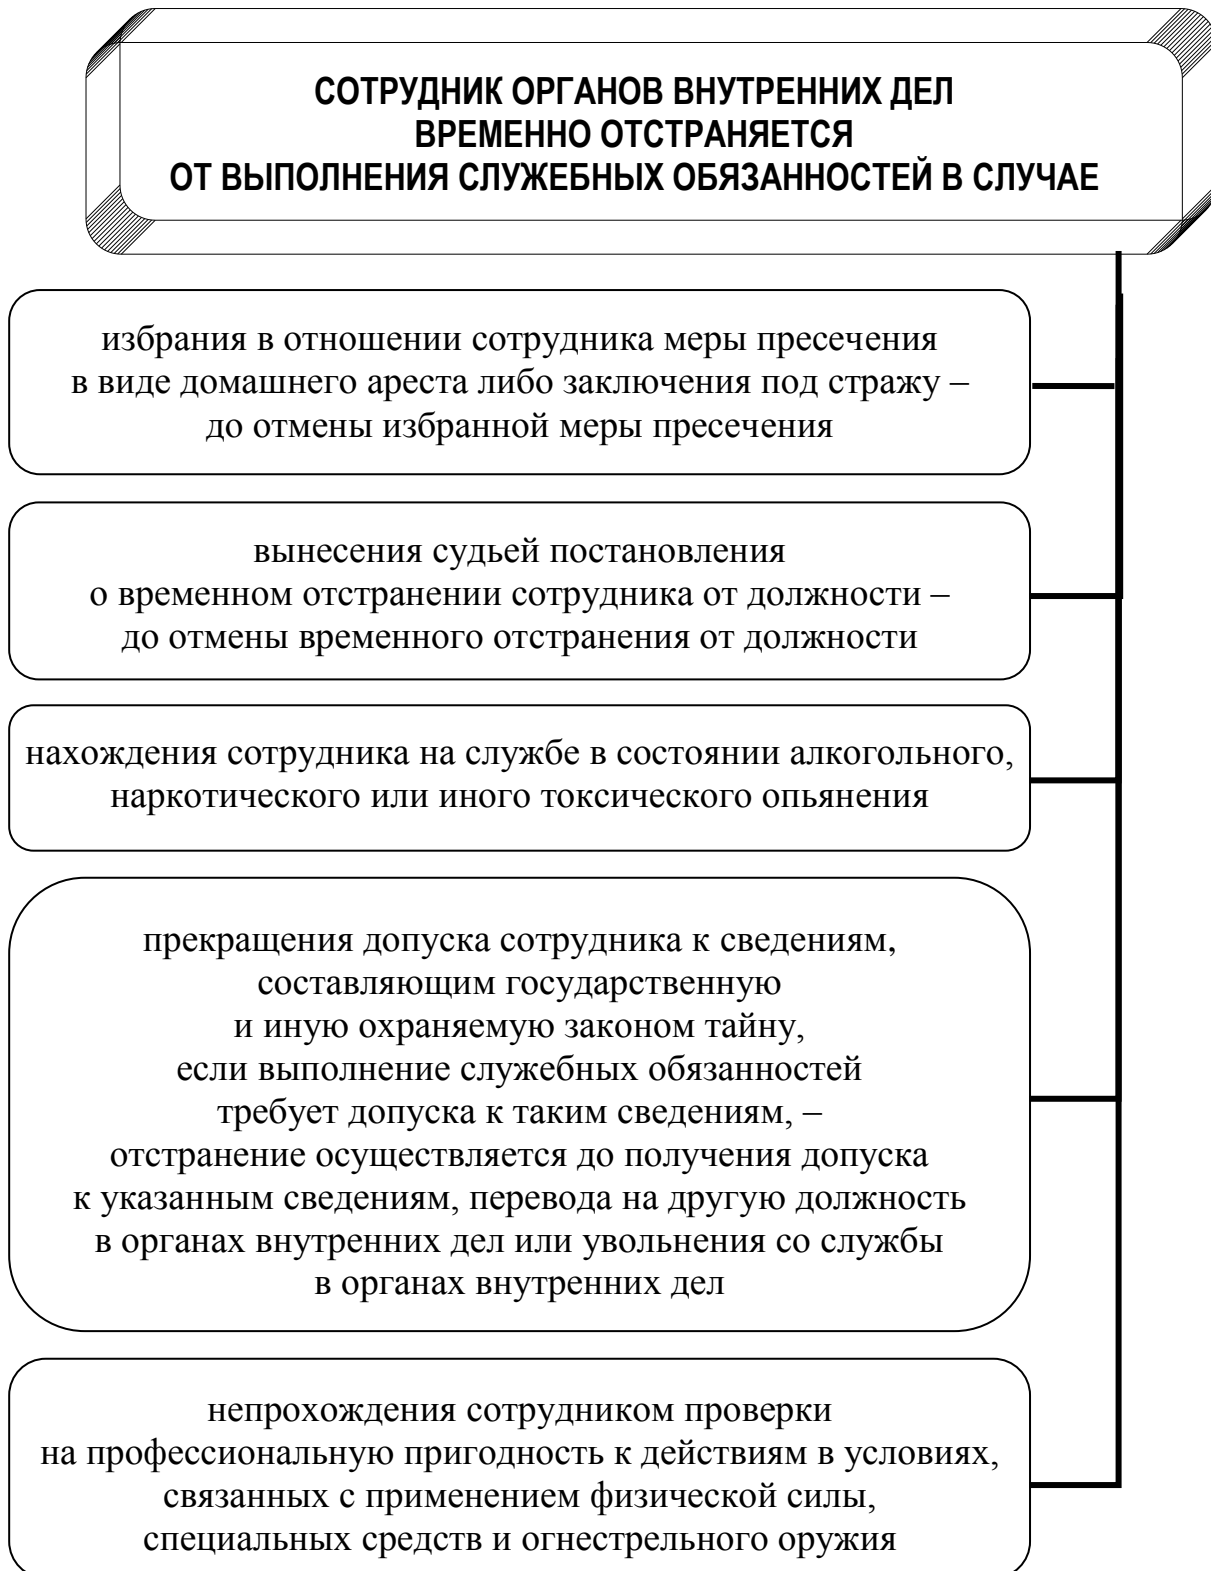 СОТРУДНИК ОРГАНОВ ВНУТРЕННИХ ДЕЛ
ВРЕМЕННО ОТСТРАНЯЕТСЯ
ОТ ВЫПОЛНЕНИЯ СЛУЖЕБНЫХ ОБЯЗАННОСТЕЙ В СЛУЧАЕ
избрания в отношении сотрудника меры пресечения
в виде домашнего ареста либо заключения под стражу –
до отмены избранной меры пресечения
вынесения судьей постановления
о временном отстранении сотрудника от должности –
до отмены временного отстранения от должности
нахождения сотрудника на службе в состоянии алкогольного,
наркотического или иного токсического опьянения
прекращения допуска сотрудника к сведениям,
составляющим государственную
и иную охраняемую законом тайну,
если выполнение служебных обязанностей
требует допуска к таким сведениям, –
отстранение осуществляется до получения допуска
к указанным сведениям, перевода на другую должность
в органах внутренних дел или увольнения со службы
в органах внутренних дел
непрохождения сотрудником проверки
на профессиональную пригодность к действиям в условиях,
связанных с применением физической силы,
специальных средств и огнестрельного оружия